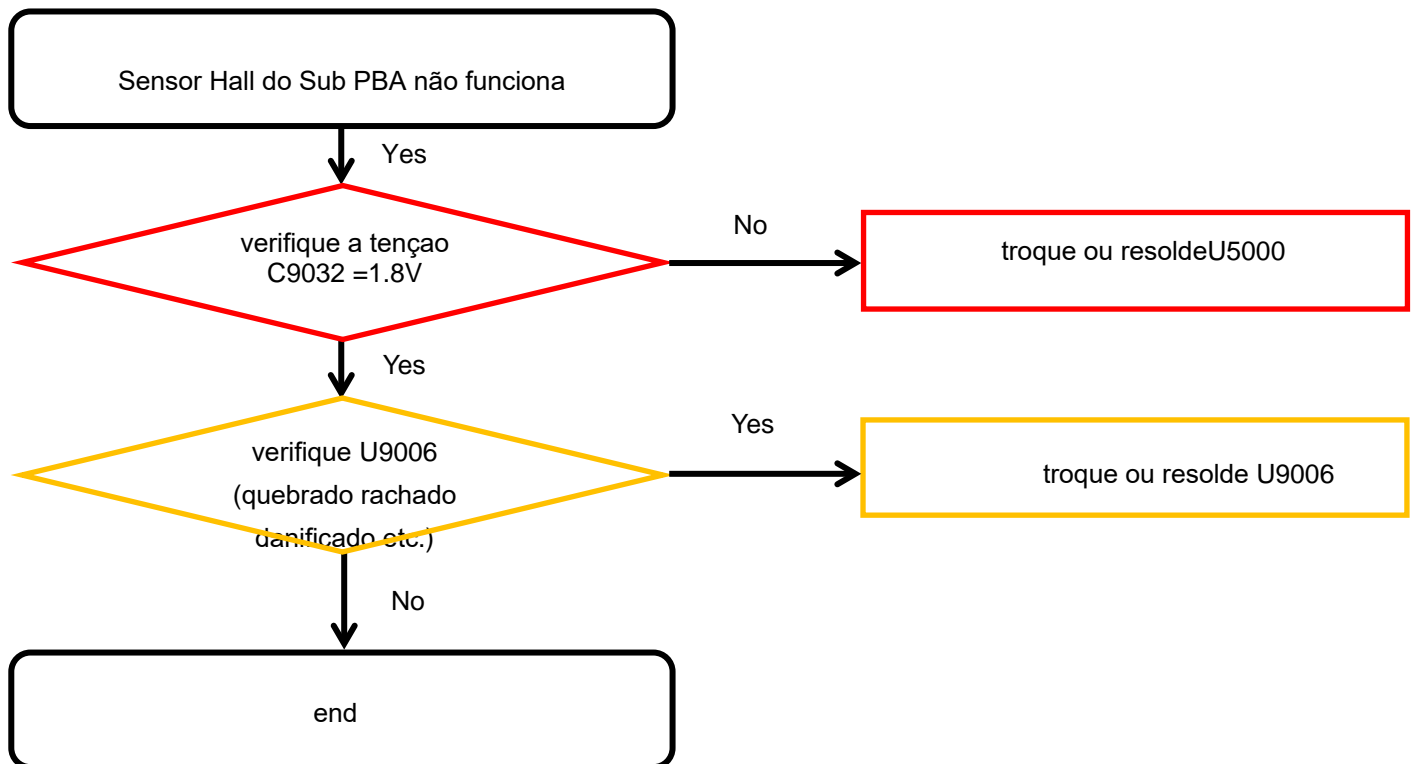 Sensor Hall do Sub PBA não funciona
Yes
verifique a tençao
C9032 =1.8V
No
troque ou resoldeU5000
Yes
verifique U9006
(quebrado rachado
danificado etc.)
Yes
troque ou resolde U9006
No
end